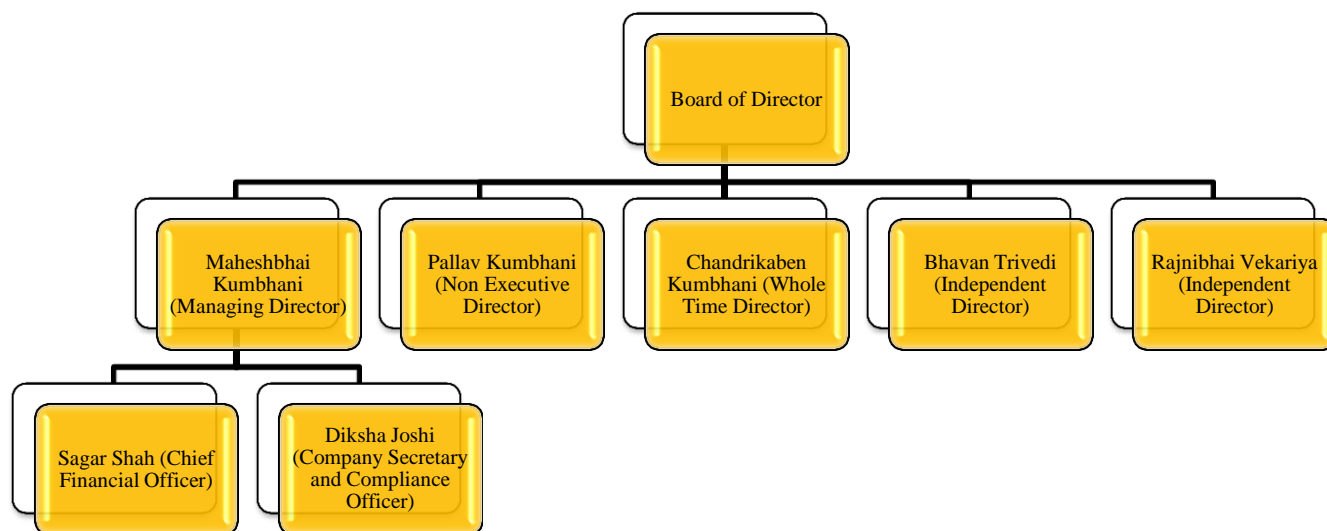 Board of Director
Maheshbhai
Kumbhani
(Managing Director)
Pallav Kumbhani
(Non Executive
Director)
Chandrikaben
Kumbhani (Whole
Time Director)
Bhavan Trivedi
(Independent
Director)
Rajnibhai Vekariya
(Independent
Director)
Sagar Shah (Chief
Financial Officer)
Diksha Joshi
(Company Secretary
and Compliance
Officer)